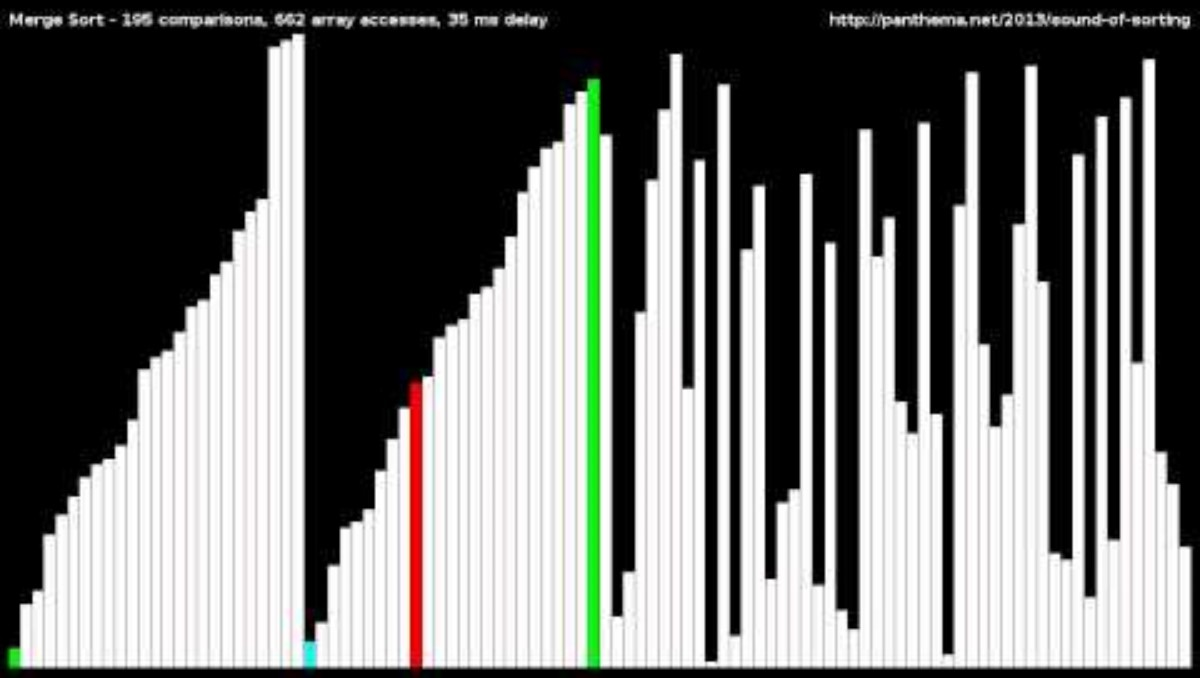 Merge Sort - 195 comparisons, 662 array accesses, 35 ms delay
http://panthema.net/2013/sound-of-sorting